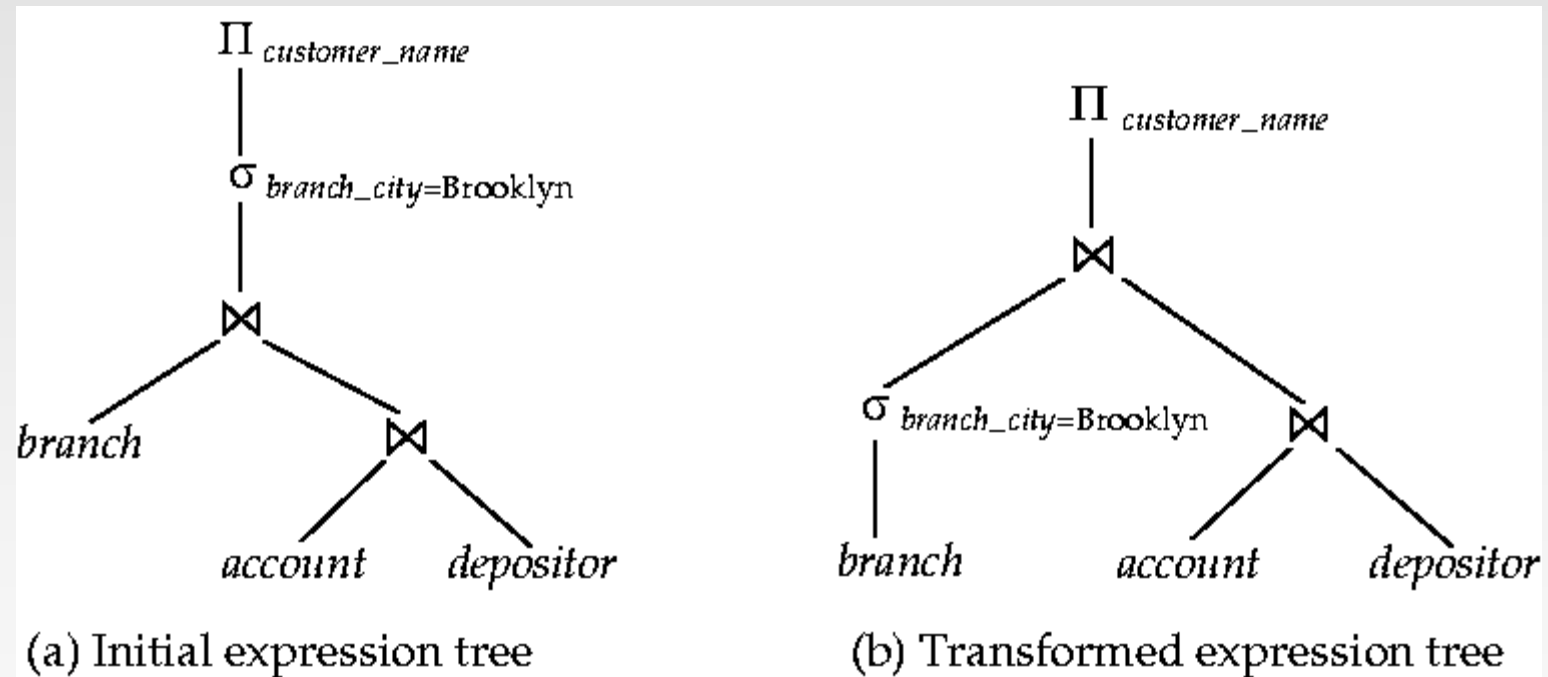 Π customer_name
σ branch_city=Brooklyn
⋈
branch
⋈
account depositor
(a) Initial expression tree
Π customer_name
⋈
σ branch_city=Brooklyn
⋈
branch
account depositor
(b) Transformed expression tree